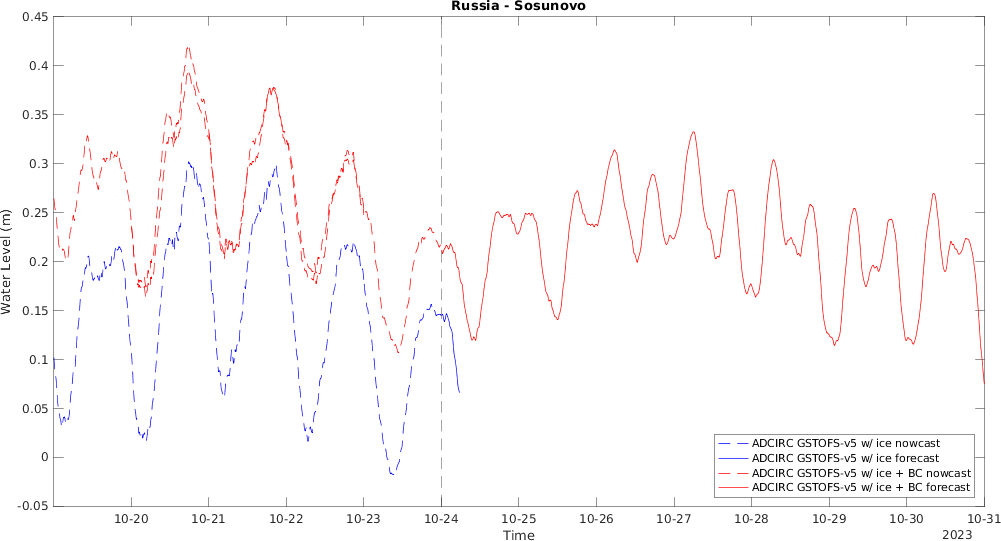 Russia - Sosunovo
0.45
0.4
0.35
0.3
0.25
0.2
0.15
0.1
0.05
0
-0.05
Water Level (m)
ADCIRC GSTOFS-v5 w/ ice nowcast
ADCIRC GSTOFS-v5 w/ ice forecast
ADCIRC GSTOFS-v5 w/ ice + BC nowcast
ADCIRC GSTOFS-v5 w/ ice + BC forecast
10-20 10-21 10-22 10-23 10-24 10-25 10-26 10-27 10-28 10-29 10-30 10-31
Time
2023